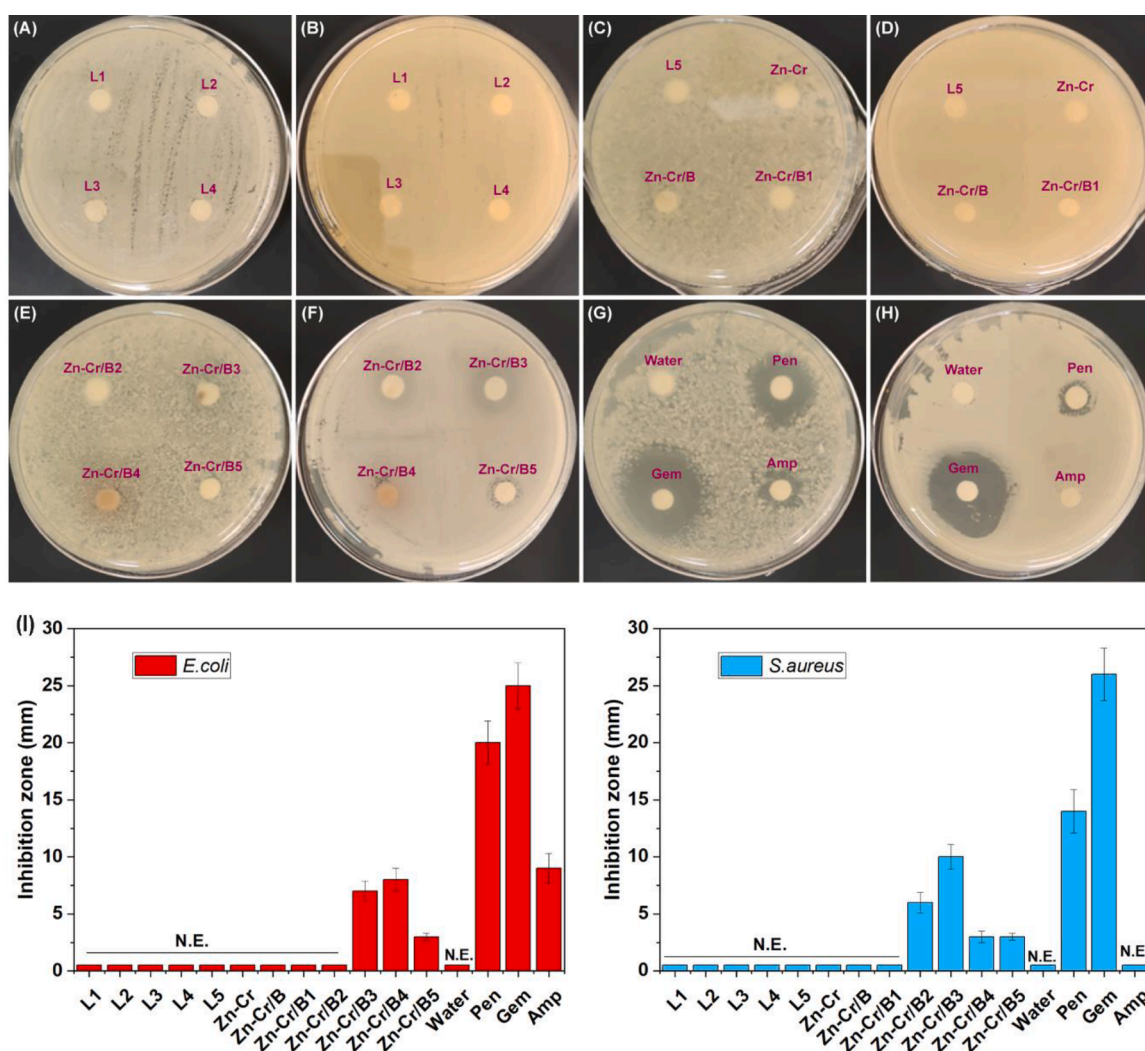 (A)
L1
L2
L3
L4
(B)
L1
L2
L3
L4
(C)
L5
Zn-Cr
Zn-Cr/B
Zn-Cr/B1
(D)
L5
Zn-Cr
Zn-Cr/B
Zn-Cr/B1
(E)
Zn-Cr/B2
Zn-Cr/B3
Zn-Cr/B4
Zn-Cr/B5
(F)
Zn-Cr/B2
Zn-Cr/B3
Zn-Cr/B4
Zn-Cr/B5
(G)
Water
Pen
Gem
Amp
(H)
Water
Pen
Gem
Amp
(I)
Inhibition zone (mm)
30
25
20
15
10
5
0
E.coli
N.E.
N.E.
L1
L2
L3
L4
L5
Zn-Cr
Zn-Cr/B
Zn-Cr/B1
Zn-Cr/B2
Zn-Cr/B3
Zn-Cr/B4
Zn-Cr/B5
Water
Pen
Gem
Amp
Inhibition zone (mm)
30
25
20
15
10
5
0
S.aureus
N.E.
N.E.
N.E
L1
L2
L3
L4
L5
Zn-Cr
Zn-Cr/B
Zn-Cr/B1
Zn-Cr/B2
Zn-Cr/B3
Zn-Cr/B4
Zn-Cr/B5
Water
Pen
Gem
Amp